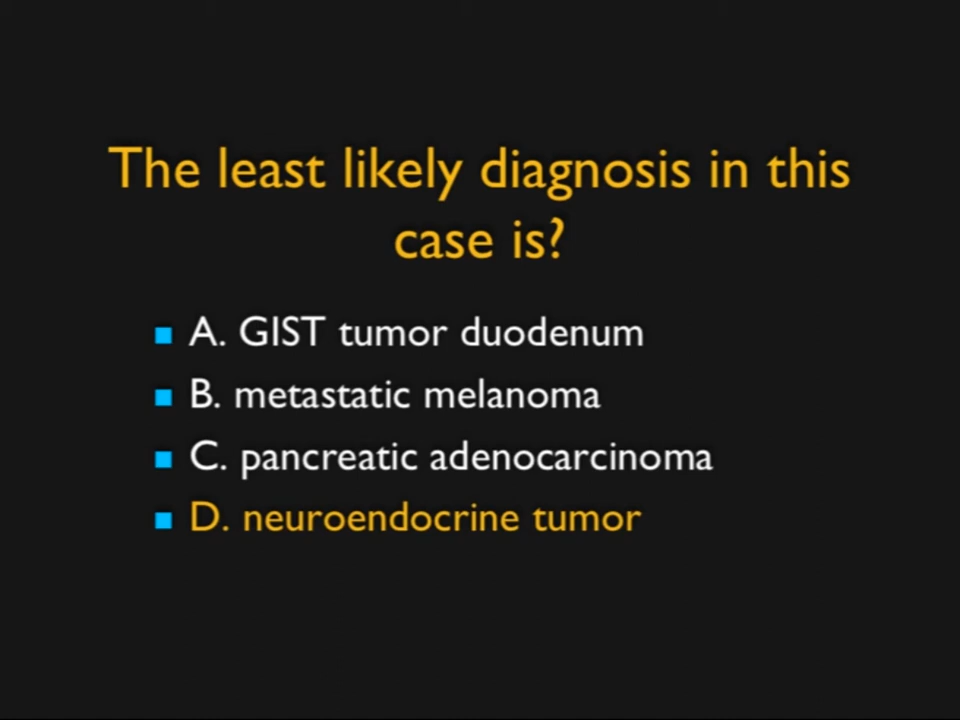 The least likely diagnosis in this
case is?
A. GIST tumor duodenum
B. metastatic melanoma
C. pancreatic adenocarcinoma
D. neuroendocrine tumor